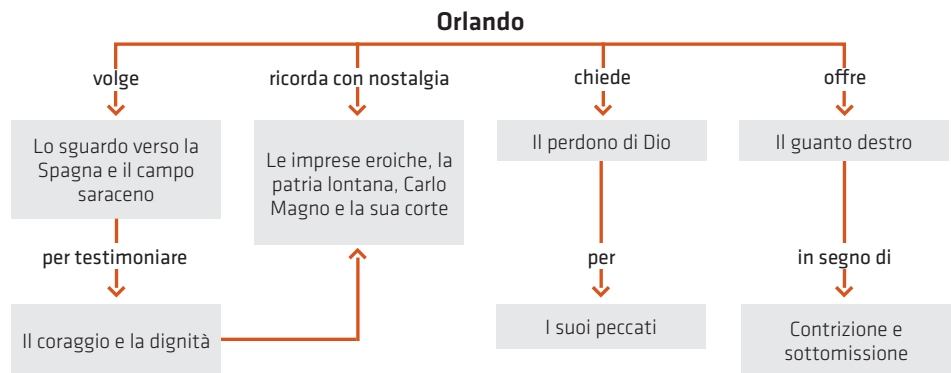 Orlando
volge
ricorda con nostalgia
chiede
offre
Lo sguardo verso la
Spagna e il campo
saraceno
Le imprese eroiche, la
patria lontana, Carlo
Magno e la sua corte
Il perdono di Dio
Il guanto destro
per testimoniare
per
in segno di
Il coraggio e la dignità
I suoi peccati
Contrizione e
sottomissione